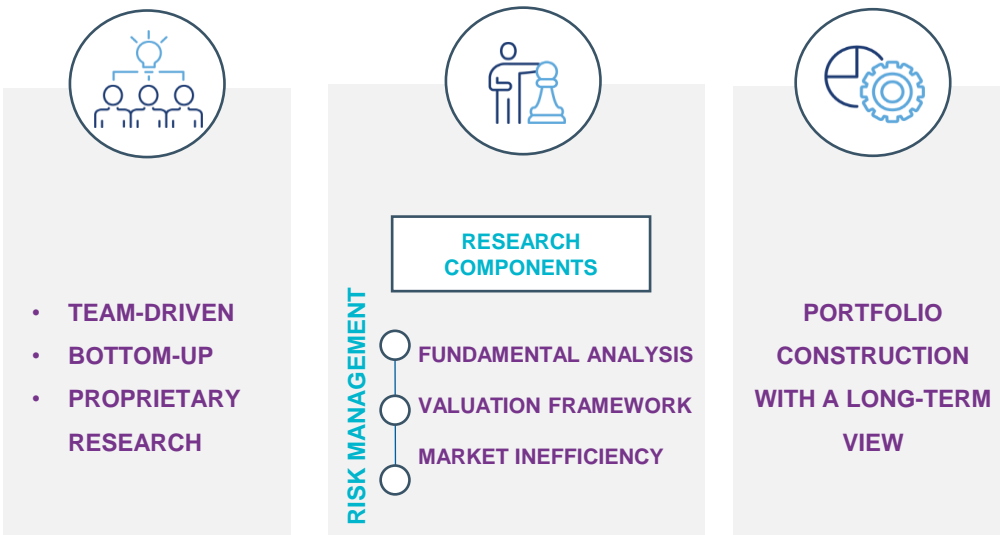 • TEAM-DRIVEN
• BOTTOM-UP
• PROPRIETARY
RESEARCH
RISK MANAGEMENT
RESEARCH
COMPONENTS
FUNDAMENTAL ANALYSIS
VALUATION FRAMEWORK
MARKET INEFFICIENCY
PORTFOLIO
CONSTRUCTION
WITH A LONG-TERM
VIEW